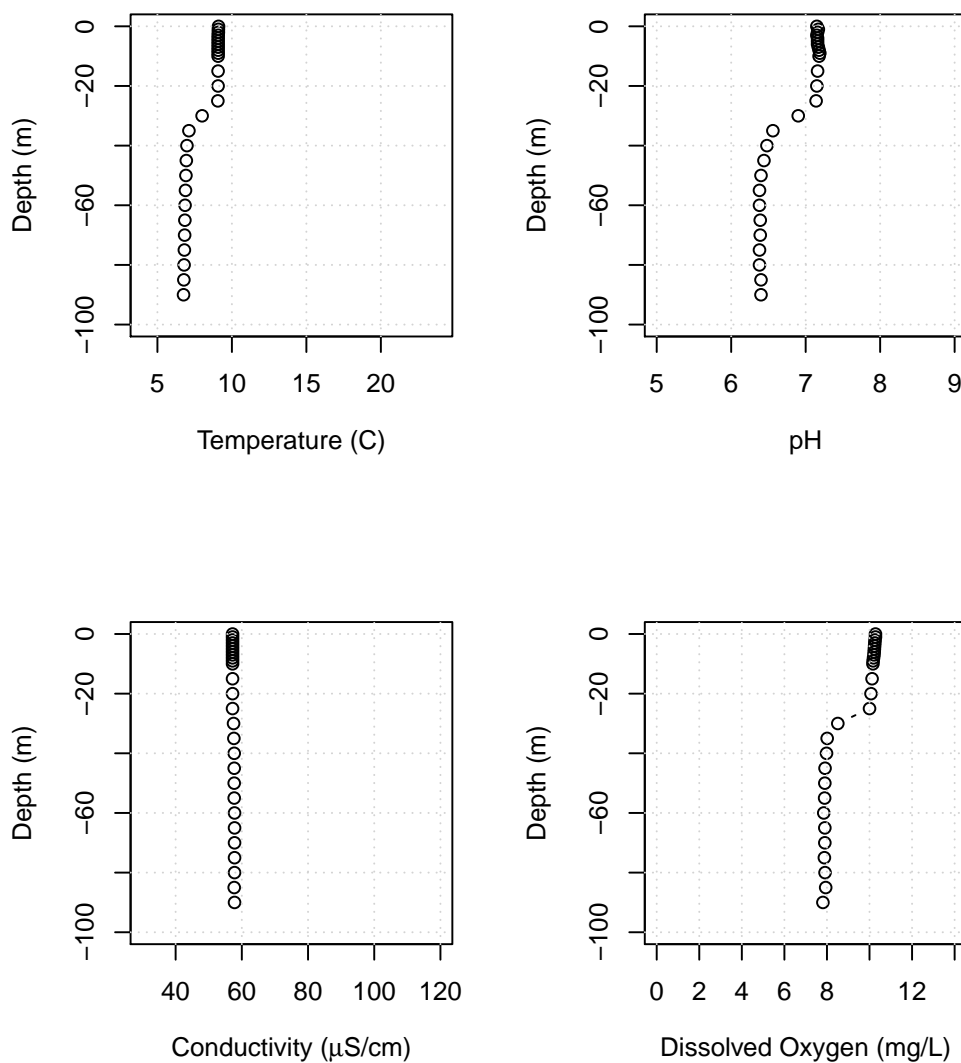 0
−20
−60
−100
Depth (m)
5 10 15 20
Temperature (C)
0
−20
−60
−100
Depth (m)
5 6 7 8 9
pH
0
−20
−60
−100
Depth (m)
40 60 80 100 120
Conductivity (μS/cm)
0
−20
−60
−100
Depth (m)
0 2 4 6 8 12
Dissolved Oxygen (mg/L)